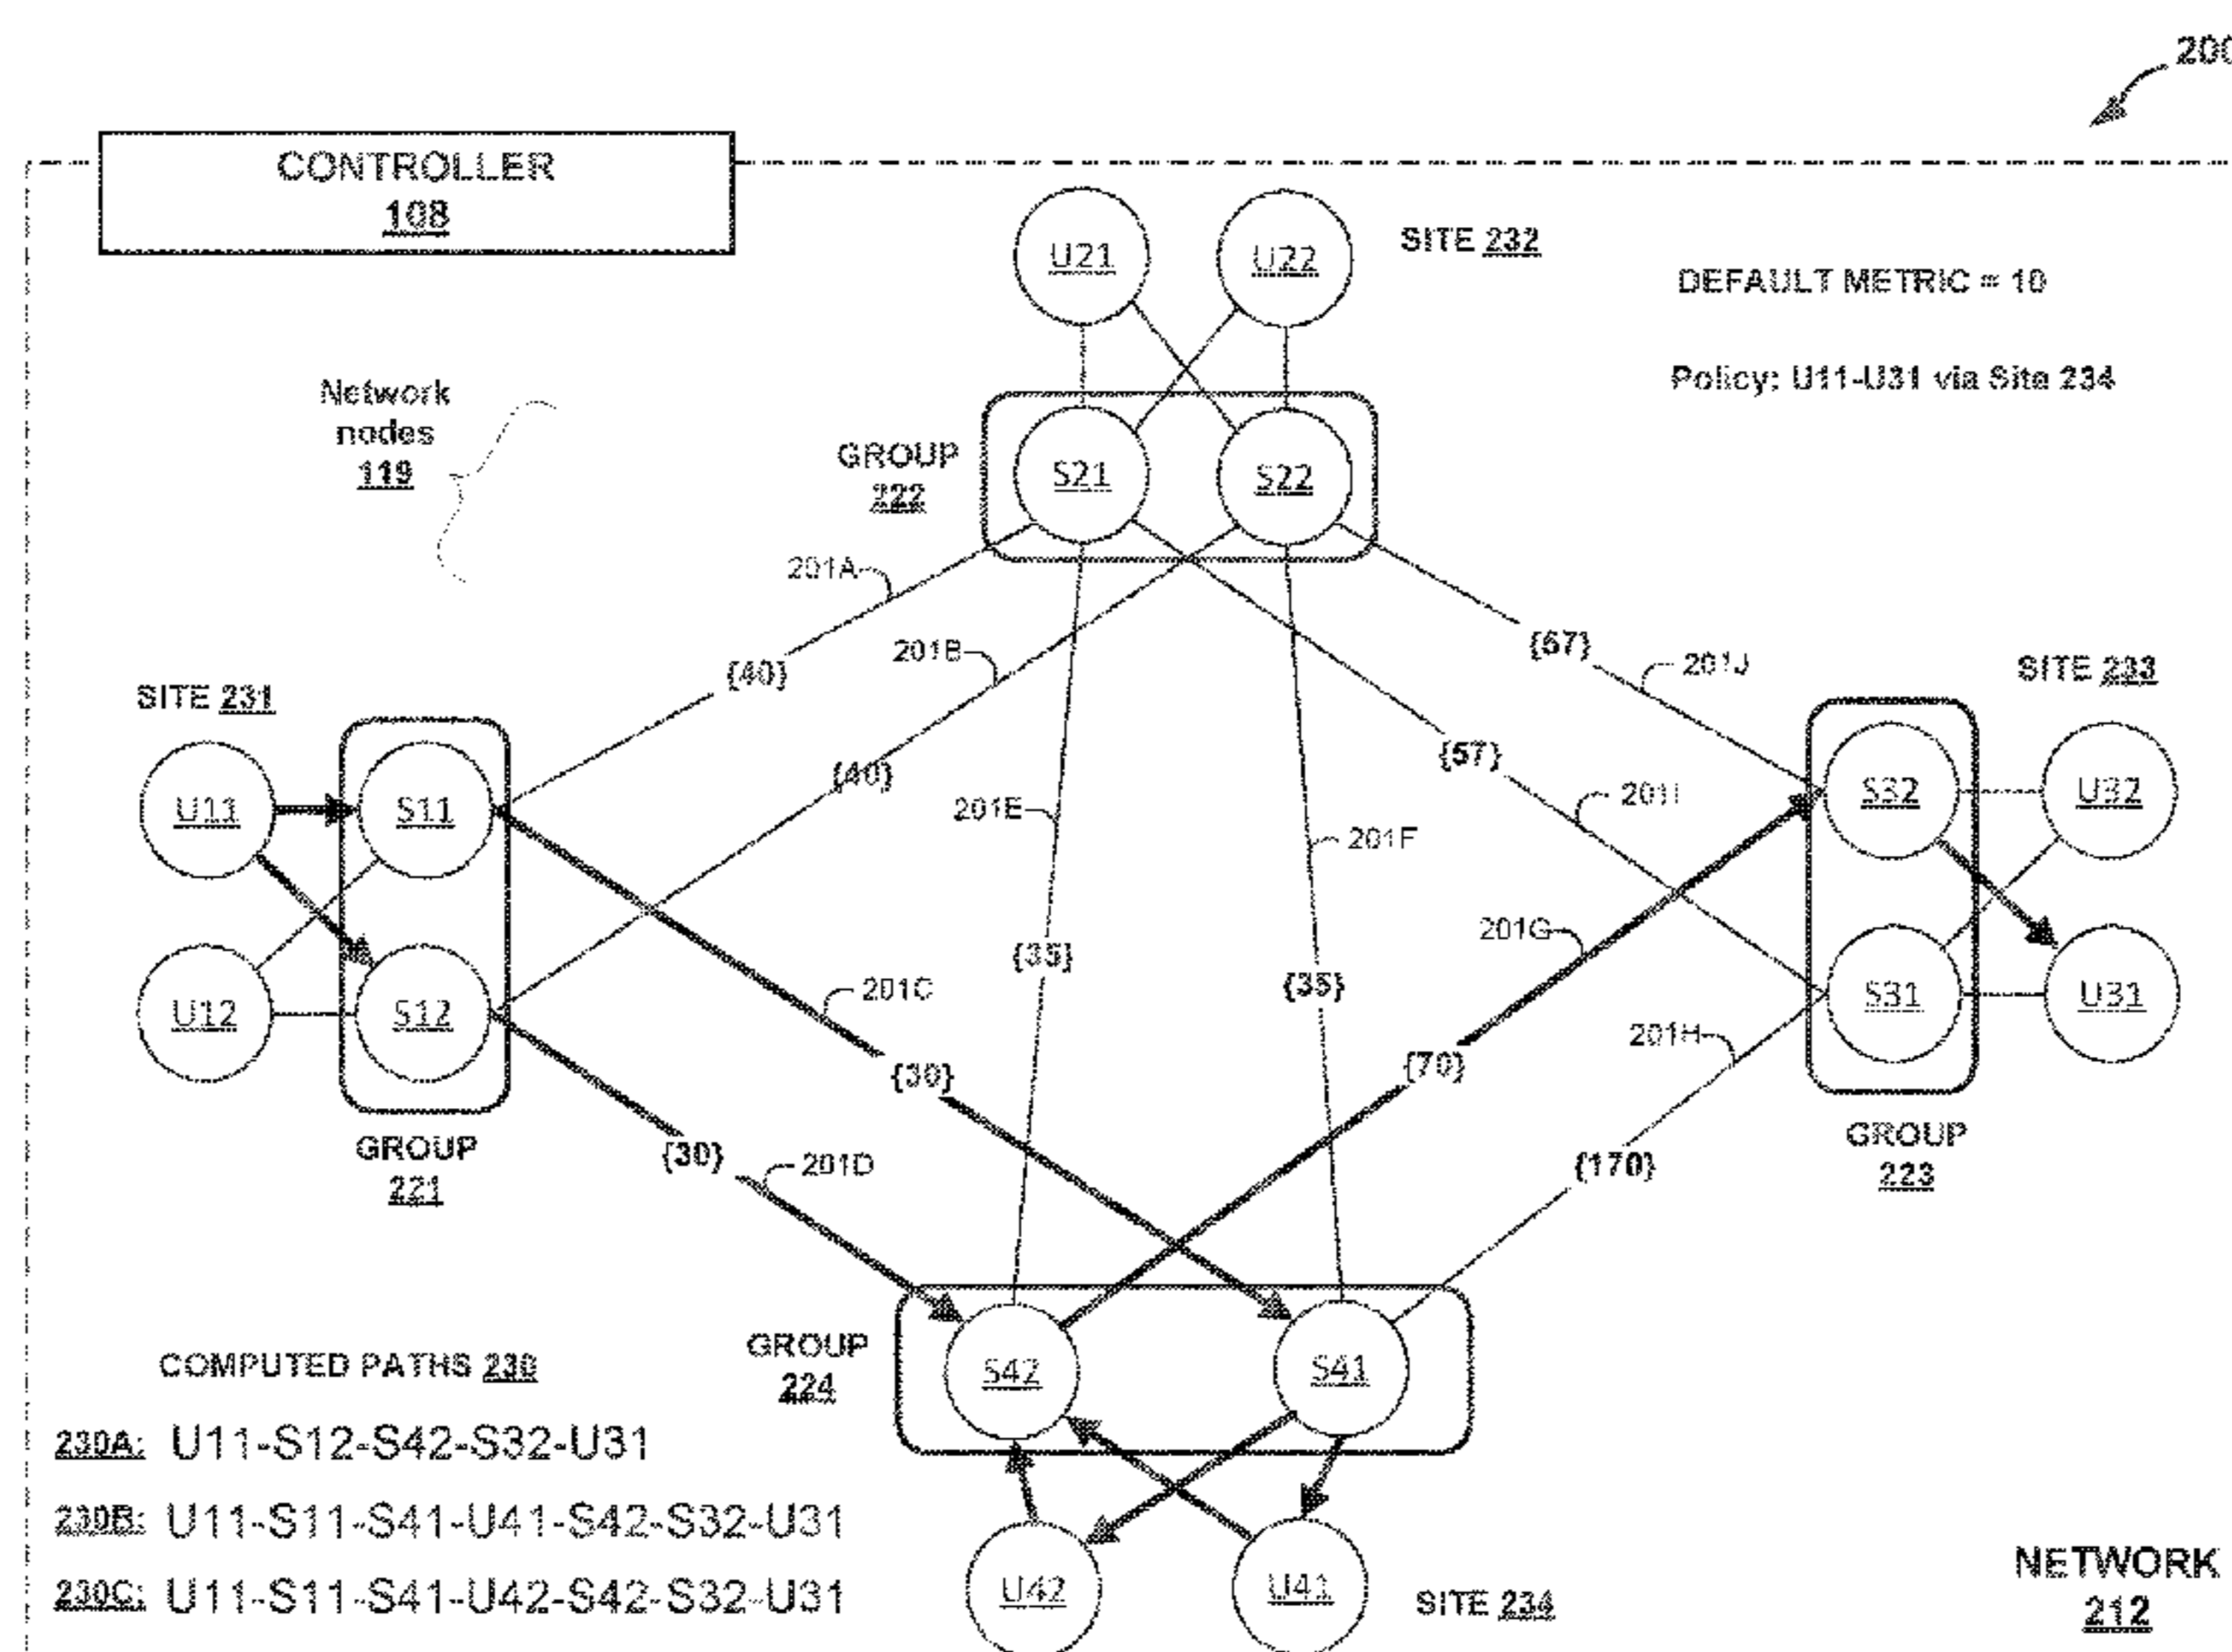 200
CONTROLLER
108
U21
U22
SITE 232
DEFAULT METRIC = 10
Policy: U11-U31 via Site 234
Network
nodes
119
GROUP
222
S21
S22
201A
201B
{40}
{40}
{67}
201J
{57}
201I
201E
201F
SITE 231
SITE 233
U11
S11
S32
U32
201G
{35}
{35}
201C
U12
S12
S31
U31
201H
{30}
{70}
GROUP
221
{30}
201D
{170}
GROUP
223
GROUP
224
S42
S41
COMPUTED PATHS 230
230A: U11-S12-S42-S32-U31
230B: U11-S11-S41-U41-S42-S32-U31
230C: U11-S11-S41-U42-S42-S32-U31
U42
U41
SITE 234
NETWORK
212